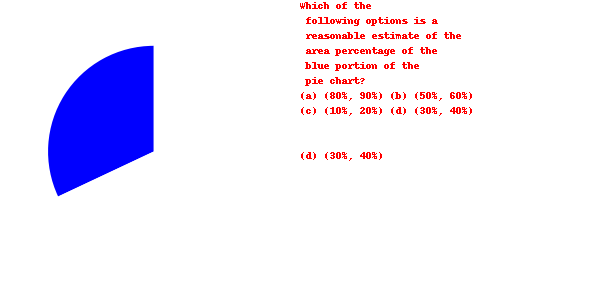 Which of the
following options is a
reasonable estimate of the
area percentage of the
blue portion of the
pie chart?
(a) (80%, 90%) (b) (50%, 60%)
(c) (10%, 20%) (d) (30%, 40%)
(d) (30%, 40%)